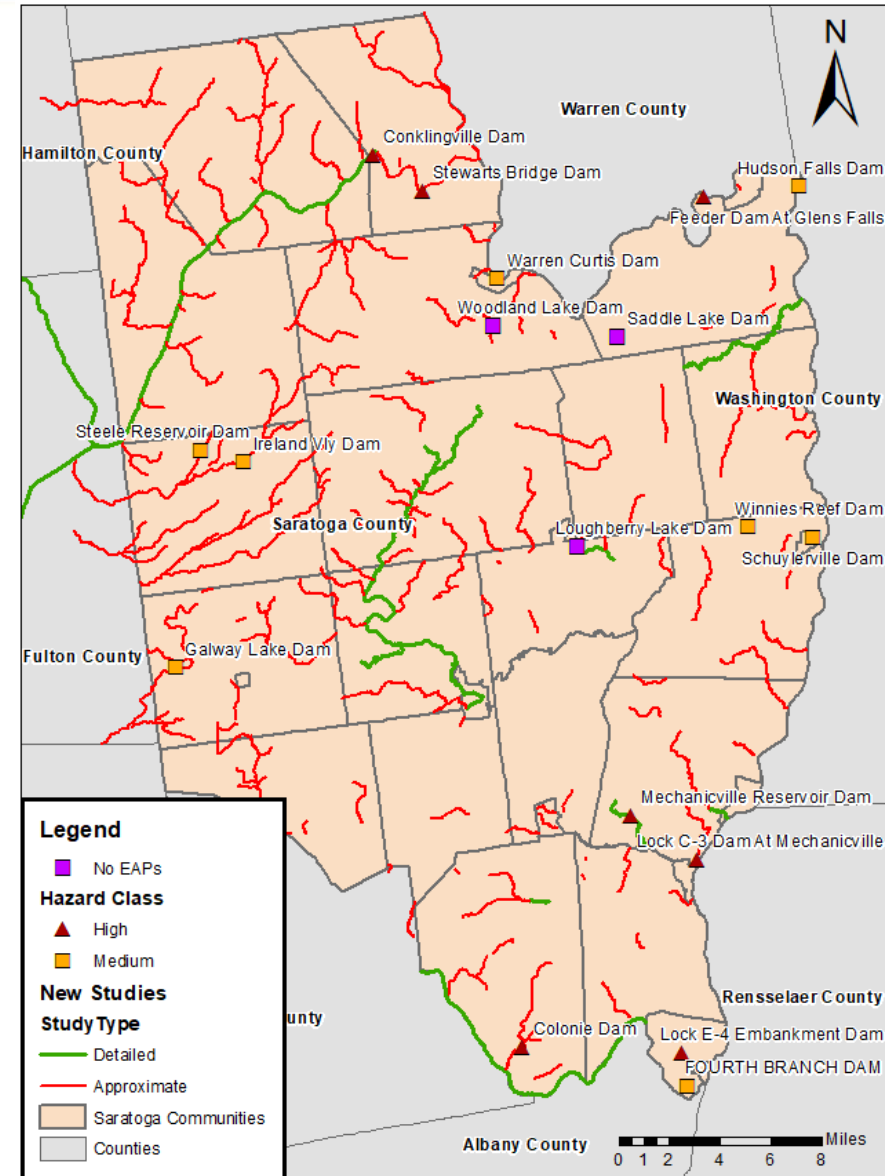 N
Warren County
Conklingville Dam
Hamilton County
Hudson Falls Dam
Stewarts Bridge Dam
Feeder Dam At Glens Falls
Warren Curtis Dam
Woodland Lake Dam
Saddle Lake Dam
Washington County
Steele Reservoir Dam
Ireland Vly Dam
Winnies Reef Dam
Saratoga County
Loughberry Lake Dam
Schuylerville Dam
Galway Lake Dam
Fulton County
Mechanicville Reservoir Dam
Lock C-3 Dam At Mechanicville
Legend
No EAPs
Hazard Class
High
Medium
New Studies
Study Type
Detailed
Approximate
Saratoga Communities
Counties
Rensselaer County
unty
Colonie Dam
Lock E-4 Embankment Dam
FOURTH BRANCH DAM
Albany County
Miles
0 1 2 4 6 8